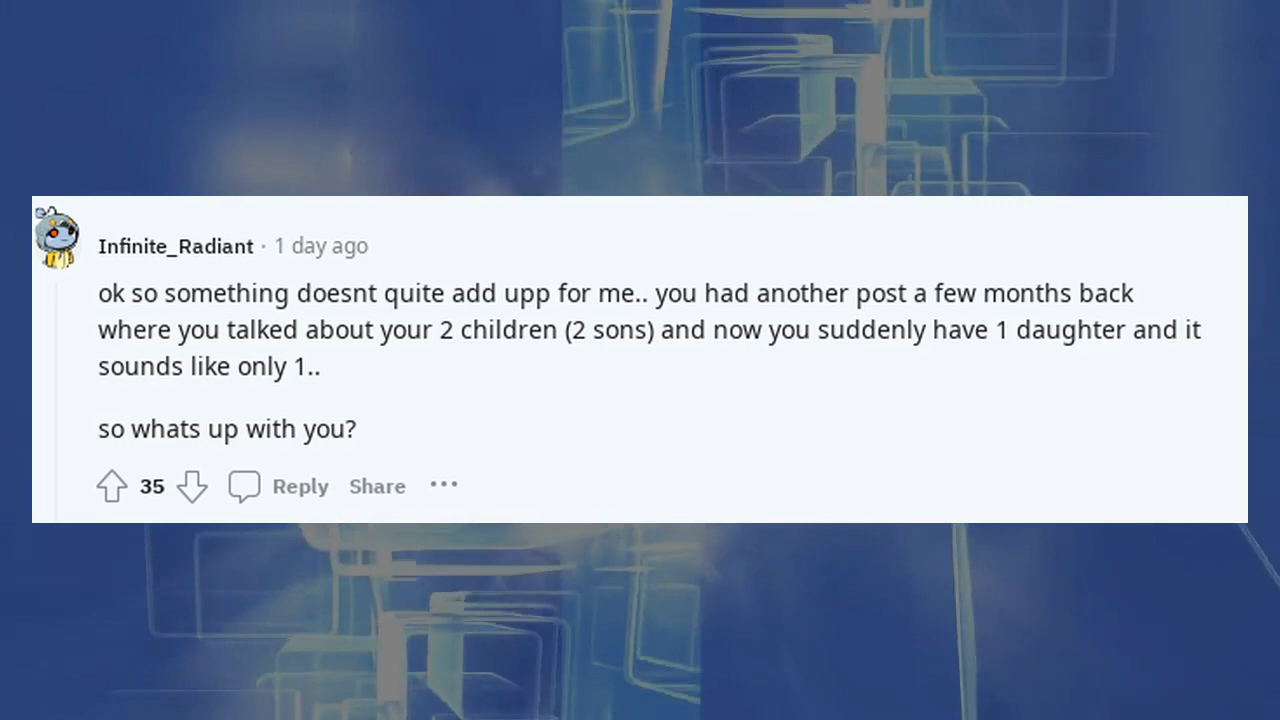 Infinite_Radiant · 1 day ago
ok so something doesnt quite add upp for me.. you had another post a few months back
where you talked about your 2 children (2 sons) and now you suddenly have 1 daughter and it
sounds like only 1..
so whats up with you?
35 Reply Share ···